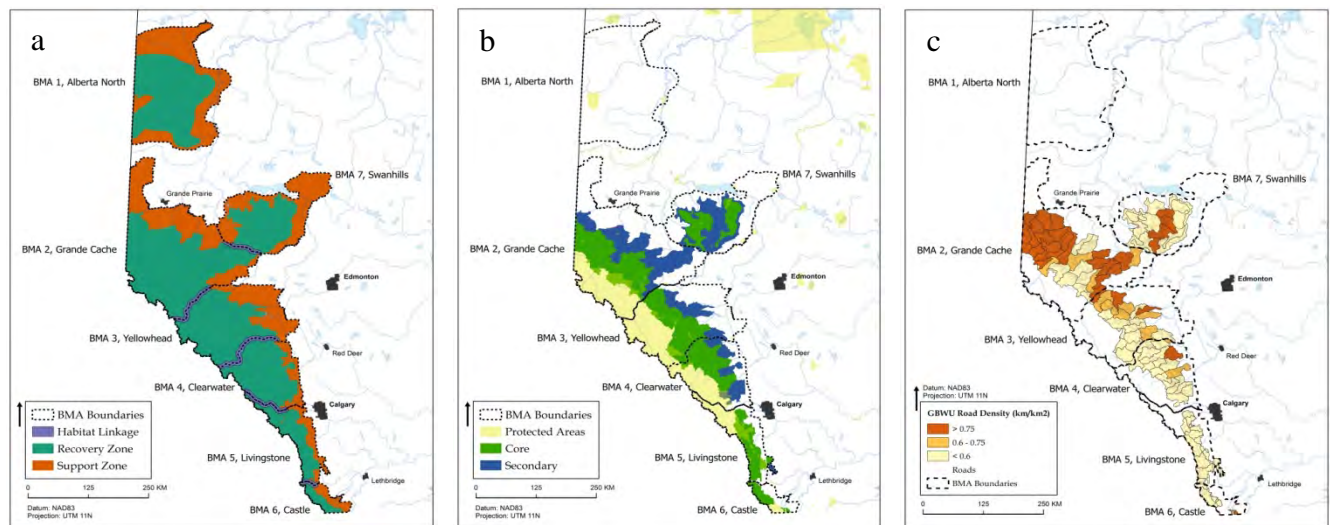 a
BMA 1, Alberta North
BMA 7, Swanhills
Grande Prairie
BMA 2, Grande Cache
Edmonton
BMA 3, Yellowhead
Red Deer
BMA 4, Clearwater
Calgary
BMA Boundaries
Habitat Linkage
Recovery Zone
Support Zone
BMA 5, Livingstone
Lethbridge
0 125 250 KM
Datum: NAD83
Projection: UTM 11N
BMA 6, Castle
b
BMA 1, Alberta North
BMA 7, Swanhills
Grande Prairie
BMA 2, Grande Cache
Edmonton
BMA 3, Yellowhead
Red Deer
BMA 4, Clearwater
Calgary
BMA Boundaries
Protected Areas
Core
Secondary
BMA 5, Livingstone
Lethbridge
0 125 250 KM
Datum: NAD83
Projection: UTM 11N
BMA 6, Castle
c
BMA 1, Alberta North
BMA 7, Swanhills
Grande Prairie
BMA 2, Grande Cache
Edmonton
BMA 3, Yellowhead
Red Deer
BMA 4, Clearwater
Datum: NAD83
Projection: UTM 11N
Calgary
GBWU Road Density (km/km2)
> 0.75
0.6 - 0.75
< 0.6
Roads
BMA Boundaries
BMA 5, Livingstone
Lethbridge
0 125 250 KM
BMA 6, Castle